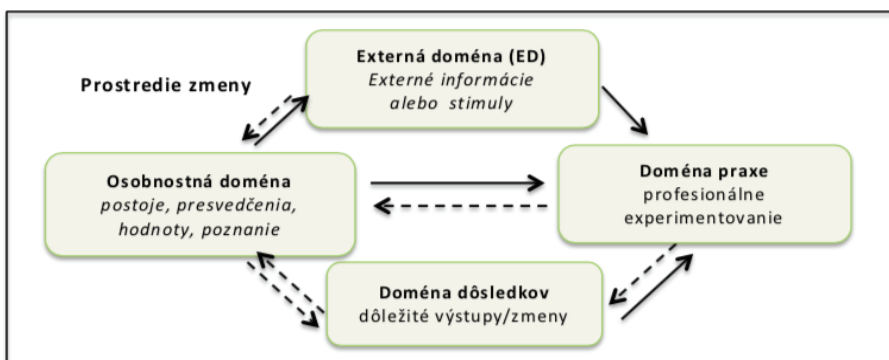 Externá doména (ED)
Externé informácie
alebo stimuly
Prostredie zmeny
Osobnostná doména
postoje, presvedčenia,
hodnoty, poznanie
Doména praxe
profesionálne
experimentovanie
Doména dôsledkov
dôležité výstupy/zmeny